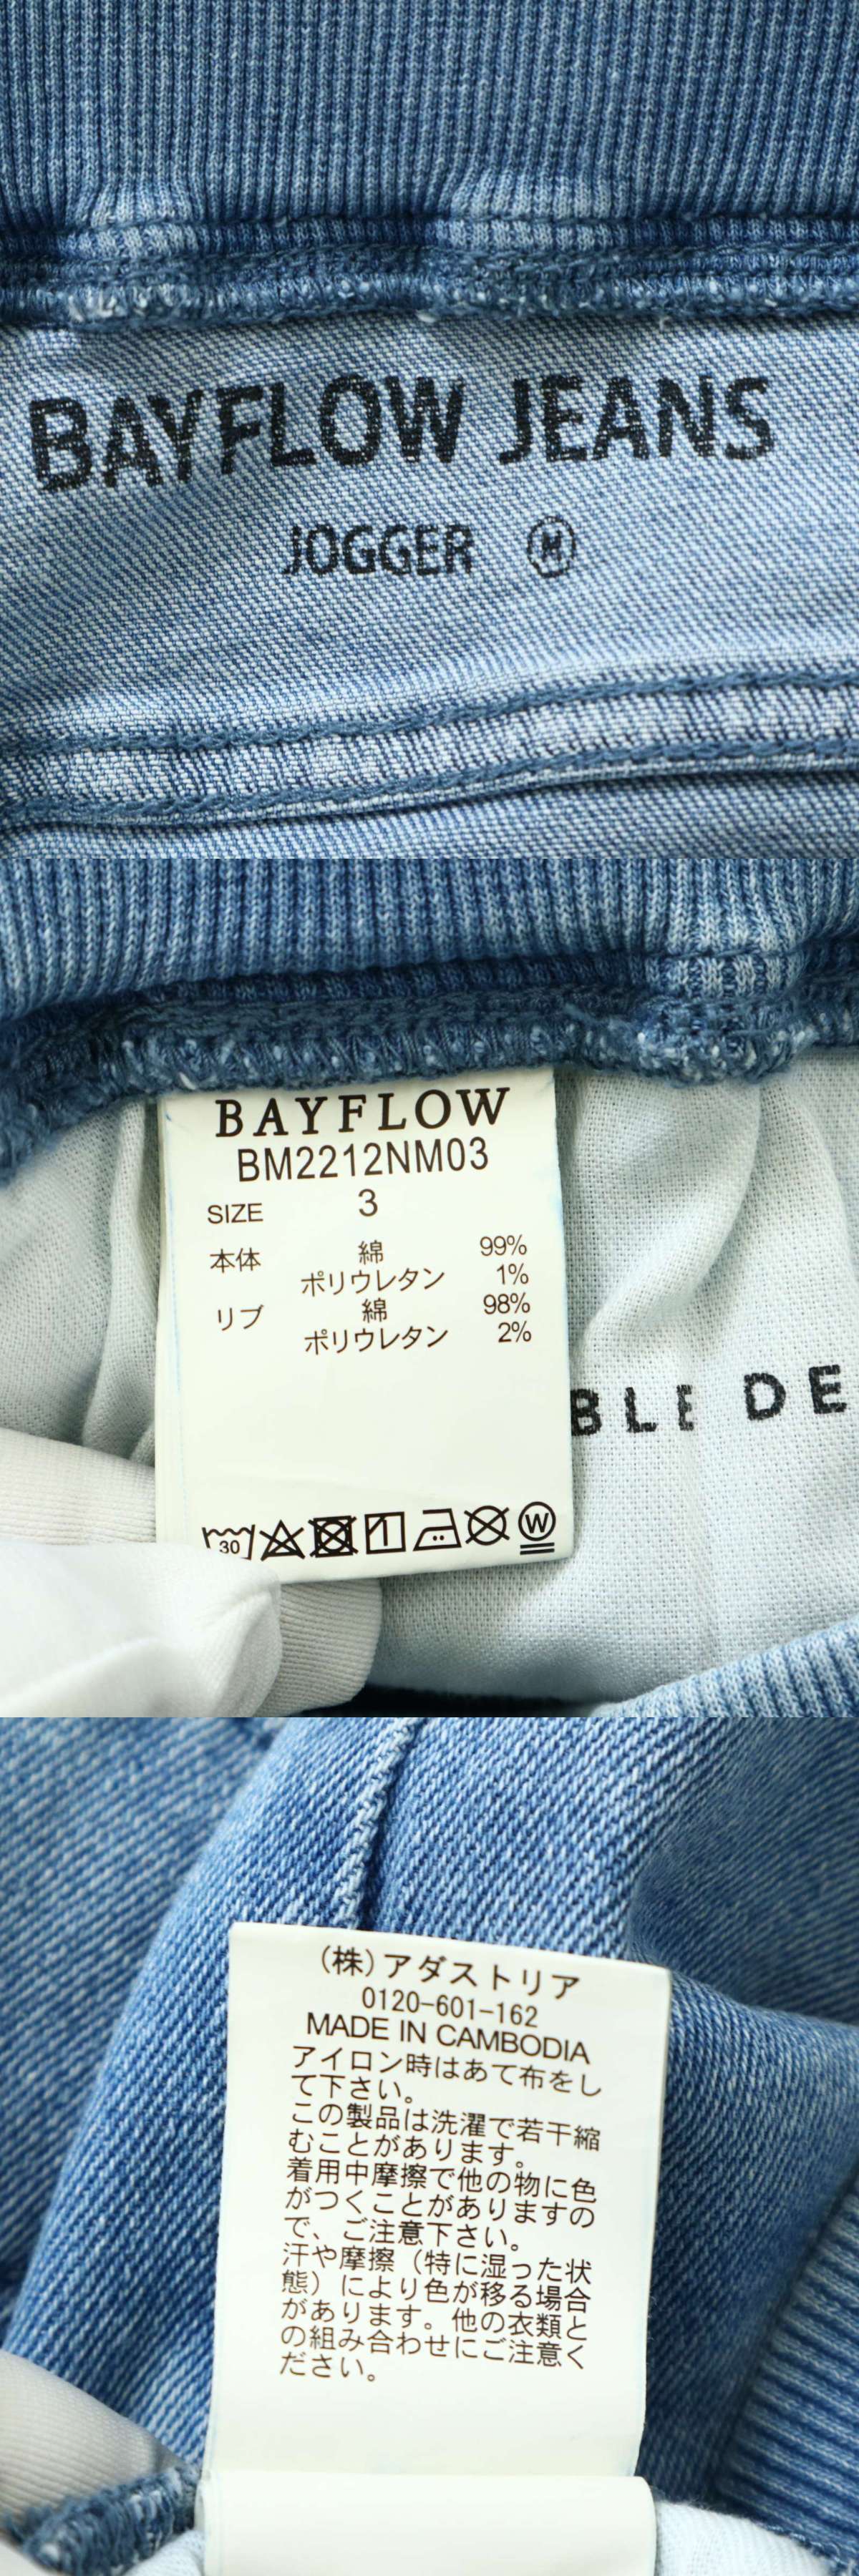 BAYFLOW JEANS
JOGGER Ⓜ
BAYFLOW
BM2212NM03
SIZE 3
本体 綿 99%
ポリウレタン 1%
リブ 綿 98%
ポリウレタン 2%
BLE DE
30
W
(株)アダストリア
0120-601-162
MADE IN CAMBODIA
アイロン時はあて布をし
て下さい。
この製品は洗濯で若干縮
むことがあります。
着用中摩擦で他の物に色
がつくことがありますの
で、ご注意下さい。
汗や摩擦（特に湿った状
態）により色が移る場合
があります。他の衣類と
の組み合わせにご注意く
ださい。